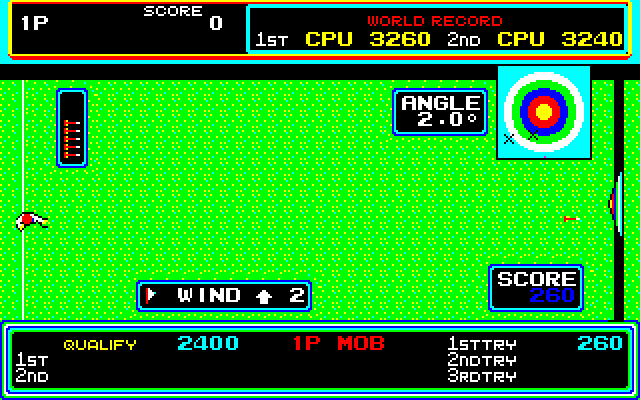 1P SCORE 0
WORLD RECORD
1ST CPU 3260 2ND CPU 3240
ANGLE
2.0°
WIND ↑ 2
SCORE
260
QUALIFY 2400 1P MOB 1STTRY 260
1ST 2NDTRY
2ND 3RDTRY